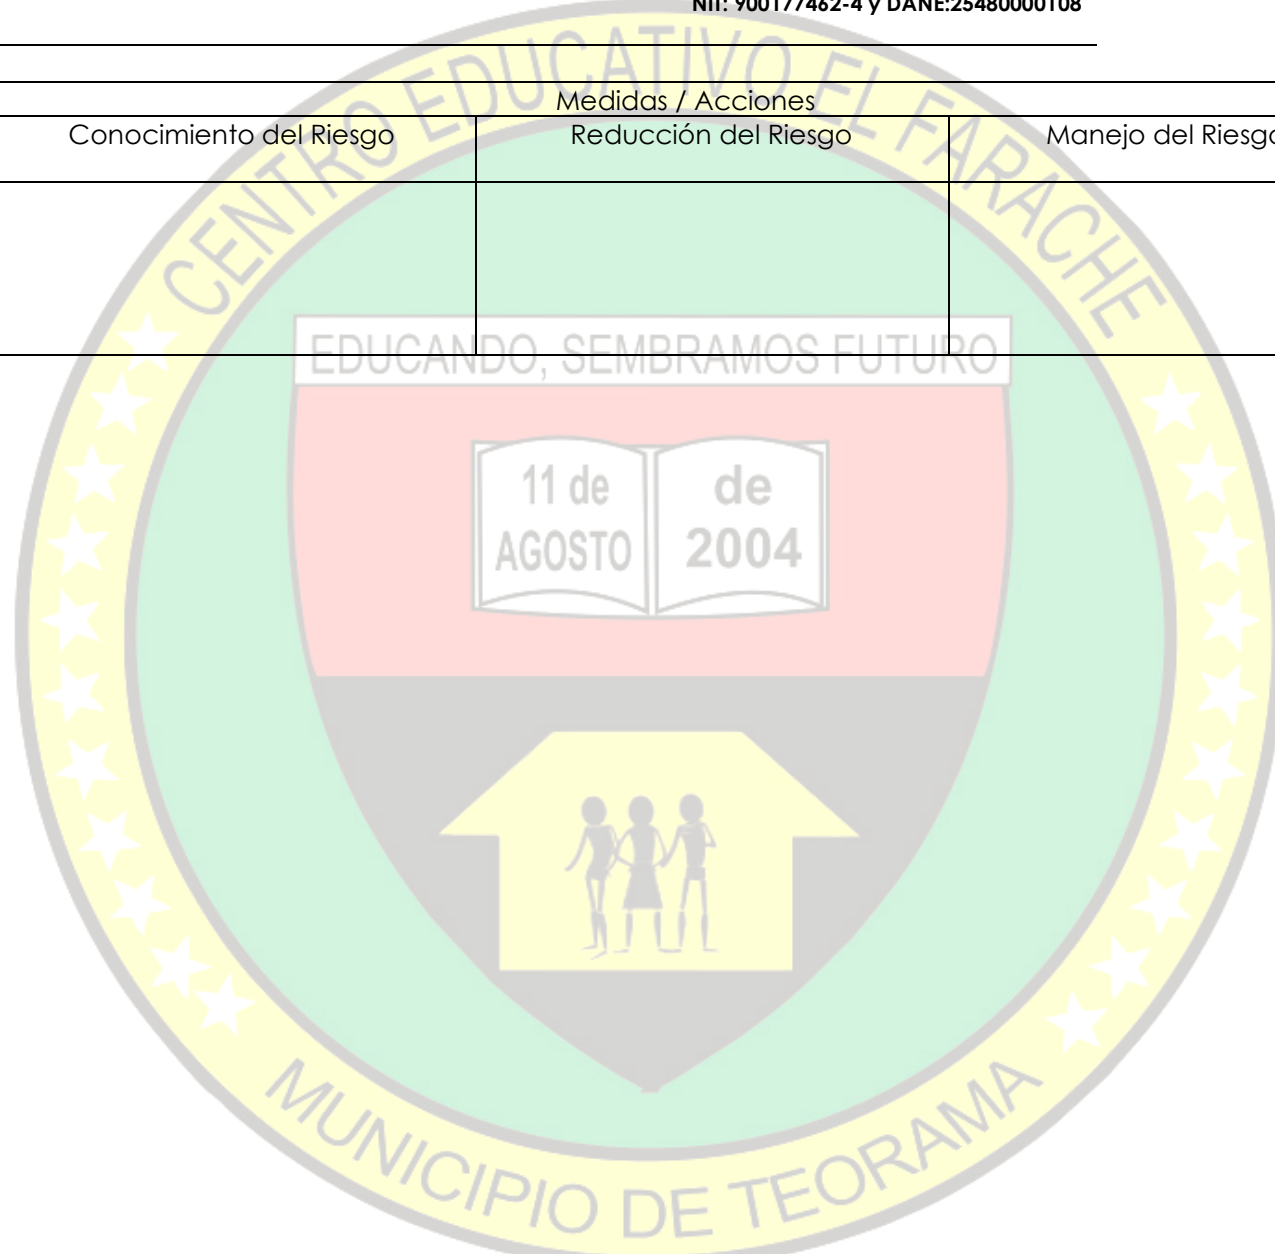 NIT: 900177462-4 y DANE:25480000108
Medidas / Acciones
Conocimiento del Riesgo
Reducción del Riesgo
Manejo del Riesgo
CENTRO EDUCATIVO EL FARACHE
EDUCANDO, SEMBRAMOS FUTURO
11 de
AGOSTO
de
2004
MUNICIPIO DE TEORAMA